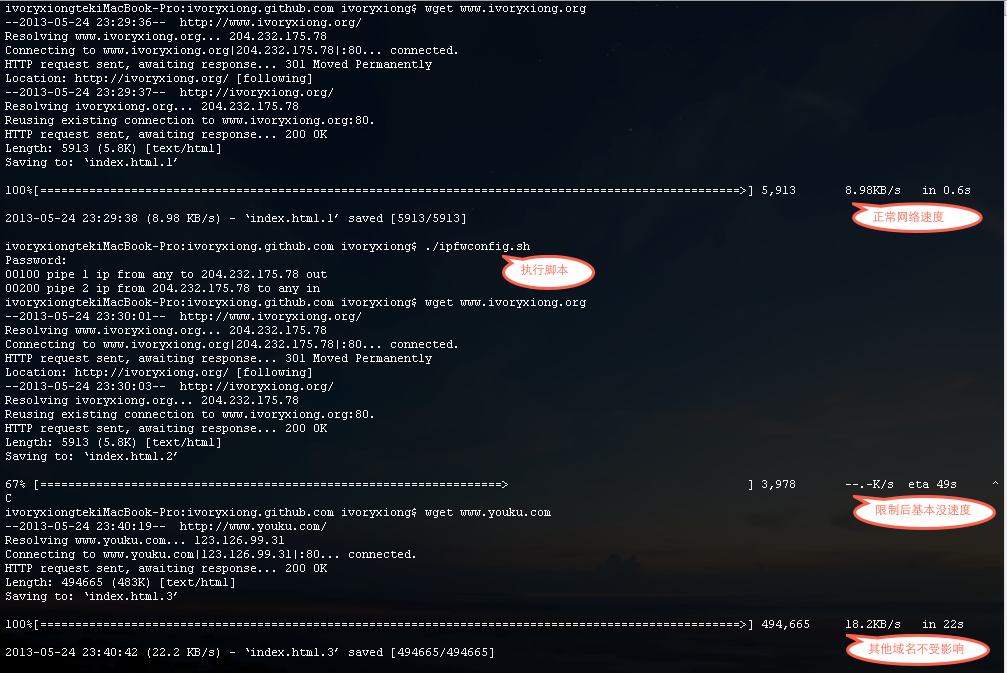 ivoryxiongtekiMacBook-Pro:ivoryxiong.github.com ivoryxiong$ wget www.ivoryxiong.org
--2013-05-24 23:29:36--  http://www.ivoryxiong.org/
Resolving www.ivoryxiong.org... 204.232.175.78
Connecting to www.ivoryxiong.org|204.232.175.78|:80... connected.
HTTP request sent, awaiting response... 301 Moved Permanently
Location: http://ivoryxiong.org/ [following]
--2013-05-24 23:29:37--  http://ivoryxiong.org/
Resolving ivoryxiong.org... 204.232.175.78
Reusing existing connection to www.ivoryxiong.org:80.
HTTP request sent, awaiting response... 200 OK
Length: 5913 (5.8K) [text/html]
Saving to: ‘index.html.1’
100%[====================================================================================================>] 5,913       8.98KB/s   in 0.6s
正常网络速度
2013-05-24 23:29:38 (8.98 KB/s) - ‘index.html.1’ saved [5913/5913]
ivoryxiongtekiMacBook-Pro:ivoryxiong.github.com ivoryxiong$ ./ipfwconfig.sh
Password:
执行脚本
00100 pipe 1 ip from any to 204.232.175.78 out
00200 pipe 2 ip from 204.232.175.78 to any in
ivoryxiongtekiMacBook-Pro:ivoryxiong.github.com ivoryxiong$ wget www.ivoryxiong.org
--2013-05-24 23:30:01--  http://www.ivoryxiong.org/
Resolving www.ivoryxiong.org... 204.232.175.78
Connecting to www.ivoryxiong.org|204.232.175.78|:80... connected.
HTTP request sent, awaiting response... 301 Moved Permanently
Location: http://ivoryxiong.org/ [following]
--2013-05-24 23:30:03--  http://ivoryxiong.org/
Resolving ivoryxiong.org... 204.232.175.78
Reusing existing connection to www.ivoryxiong.org:80.
HTTP request sent, awaiting response... 200 OK
Length: 5913 (5.8K) [text/html]
Saving to: ‘index.html.2’
67% [==================================================================>                                  ] 3,978       --.-K/s  eta 49s     ^
C
ivoryxiongtekiMacBook-Pro:ivoryxiong.github.com ivoryxiong$ wget www.youku.com
限制后基本没速度
--2013-05-24 23:40:19--  http://www.youku.com/
Resolving www.youku.com... 123.126.99.31
Connecting to www.youku.com|123.126.99.31|:80... connected.
HTTP request sent, awaiting response... 200 OK
Length: 494665 (483K) [text/html]
Saving to: ‘index.html.3’
100%[====================================================================================================>] 494,665     18.2KB/s   in 22s
其他域名不受影响
2013-05-24 23:40:42 (22.2 KB/s) - ‘index.html.3’ saved [494665/494665]